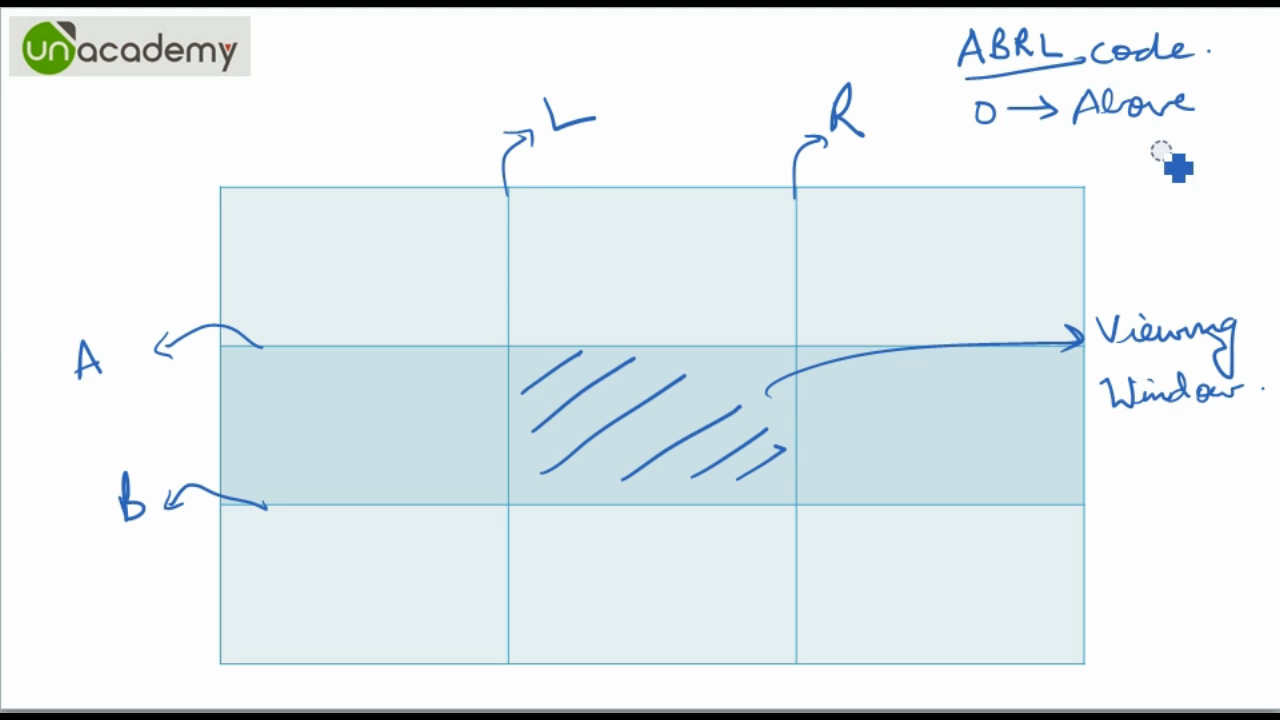 unacademy
ABRL code.
0 → Above
L
R
A
Viewing
Window.
B